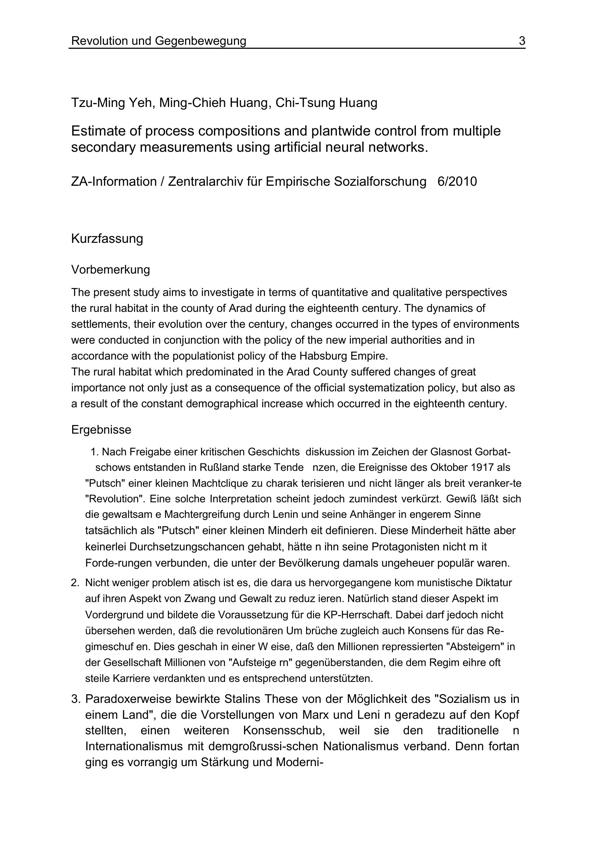 Revolution und Gegenbewegung 3
Tzu-Ming Yeh, Ming-Chieh Huang, Chi-Tsung Huang
Estimate of process compositions and plantwide control from multiple
secondary measurements using artificial neural networks.
ZA-Information / Zentralarchiv für Empirische Sozialforschung 6/2010
Kurzfassung
Vorbemerkung
The present study aims to investigate in terms of quantitative and qualitative perspectives
the rural habitat in the county of Arad during the eighteenth century. The dynamics of
settlements, their evolution over the century, changes occurred in the types of environments
were conducted in conjunction with the policy of the new imperial authorities and in
accordance with the populationist policy of the Habsburg Empire.
The rural habitat which predominated in the Arad County suffered changes of great
importance not only just as a consequence of the official systematization policy, but also as
a result of the constant demographical increase which occurred in the eighteenth century.
Ergebnisse
1. Nach Freigabe einer kritischen Geschichts diskussion im Zeichen der Glasnost Gorbat-
schows entstanden in Rußland starke Tende nzen, die Ereignisse des Oktober 1917 als
"Putsch" einer kleinen Machtclique zu charak terisieren und nicht länger als breit veranker-te
"Revolution". Eine solche Interpretation scheint jedoch zumindest verkürzt. Gewiß läßt sich
die gewaltsam e Machtergreifung durch Lenin und seine Anhänger in engerem Sinne
tatsächlich als "Putsch" einer kleinen Minderh eit definieren. Diese Minderheit hätte aber
keinerlei Durchsetzungschancen gehabt, hätte n ihn seine Protagonisten nicht m it
Forde-rungen verbunden, die unter der Bevölkerung damals ungeheuer populär waren.
2. Nicht weniger problem atisch ist es, die dara us hervorgegangene kom munistische Diktatur
auf ihren Aspekt von Zwang und Gewalt zu reduz ieren. Natürlich stand dieser Aspekt im
Vordergrund und bildete die Voraussetzung für die KP-Herrschaft. Dabei darf jedoch nicht
übersehen werden, daß die revolutionären Um brüche zugleich auch Konsens für das Re-
gimeschuf en. Dies geschah in einer W eise, daß den Millionen repressierten "Absteigern" in
der Gesellschaft Millionen von "Aufsteige rn" gegenüberstanden, die dem Regim eihre oft
steile Karriere verdankten und es entsprechend unterstützten.
3. Paradoxerweise bewirkte Stalins These von der Möglichkeit des "Sozialism us in
einem Land", die die Vorstellungen von Marx und Leni n geradezu auf den Kopf
stellten, einen weiteren Konsensschub, weil sie den traditionelle n
Internationalismus mit demgroßrussi-schen Nationalismus verband. Denn fortan
ging es vorrangig um Stärkung und Moderni-